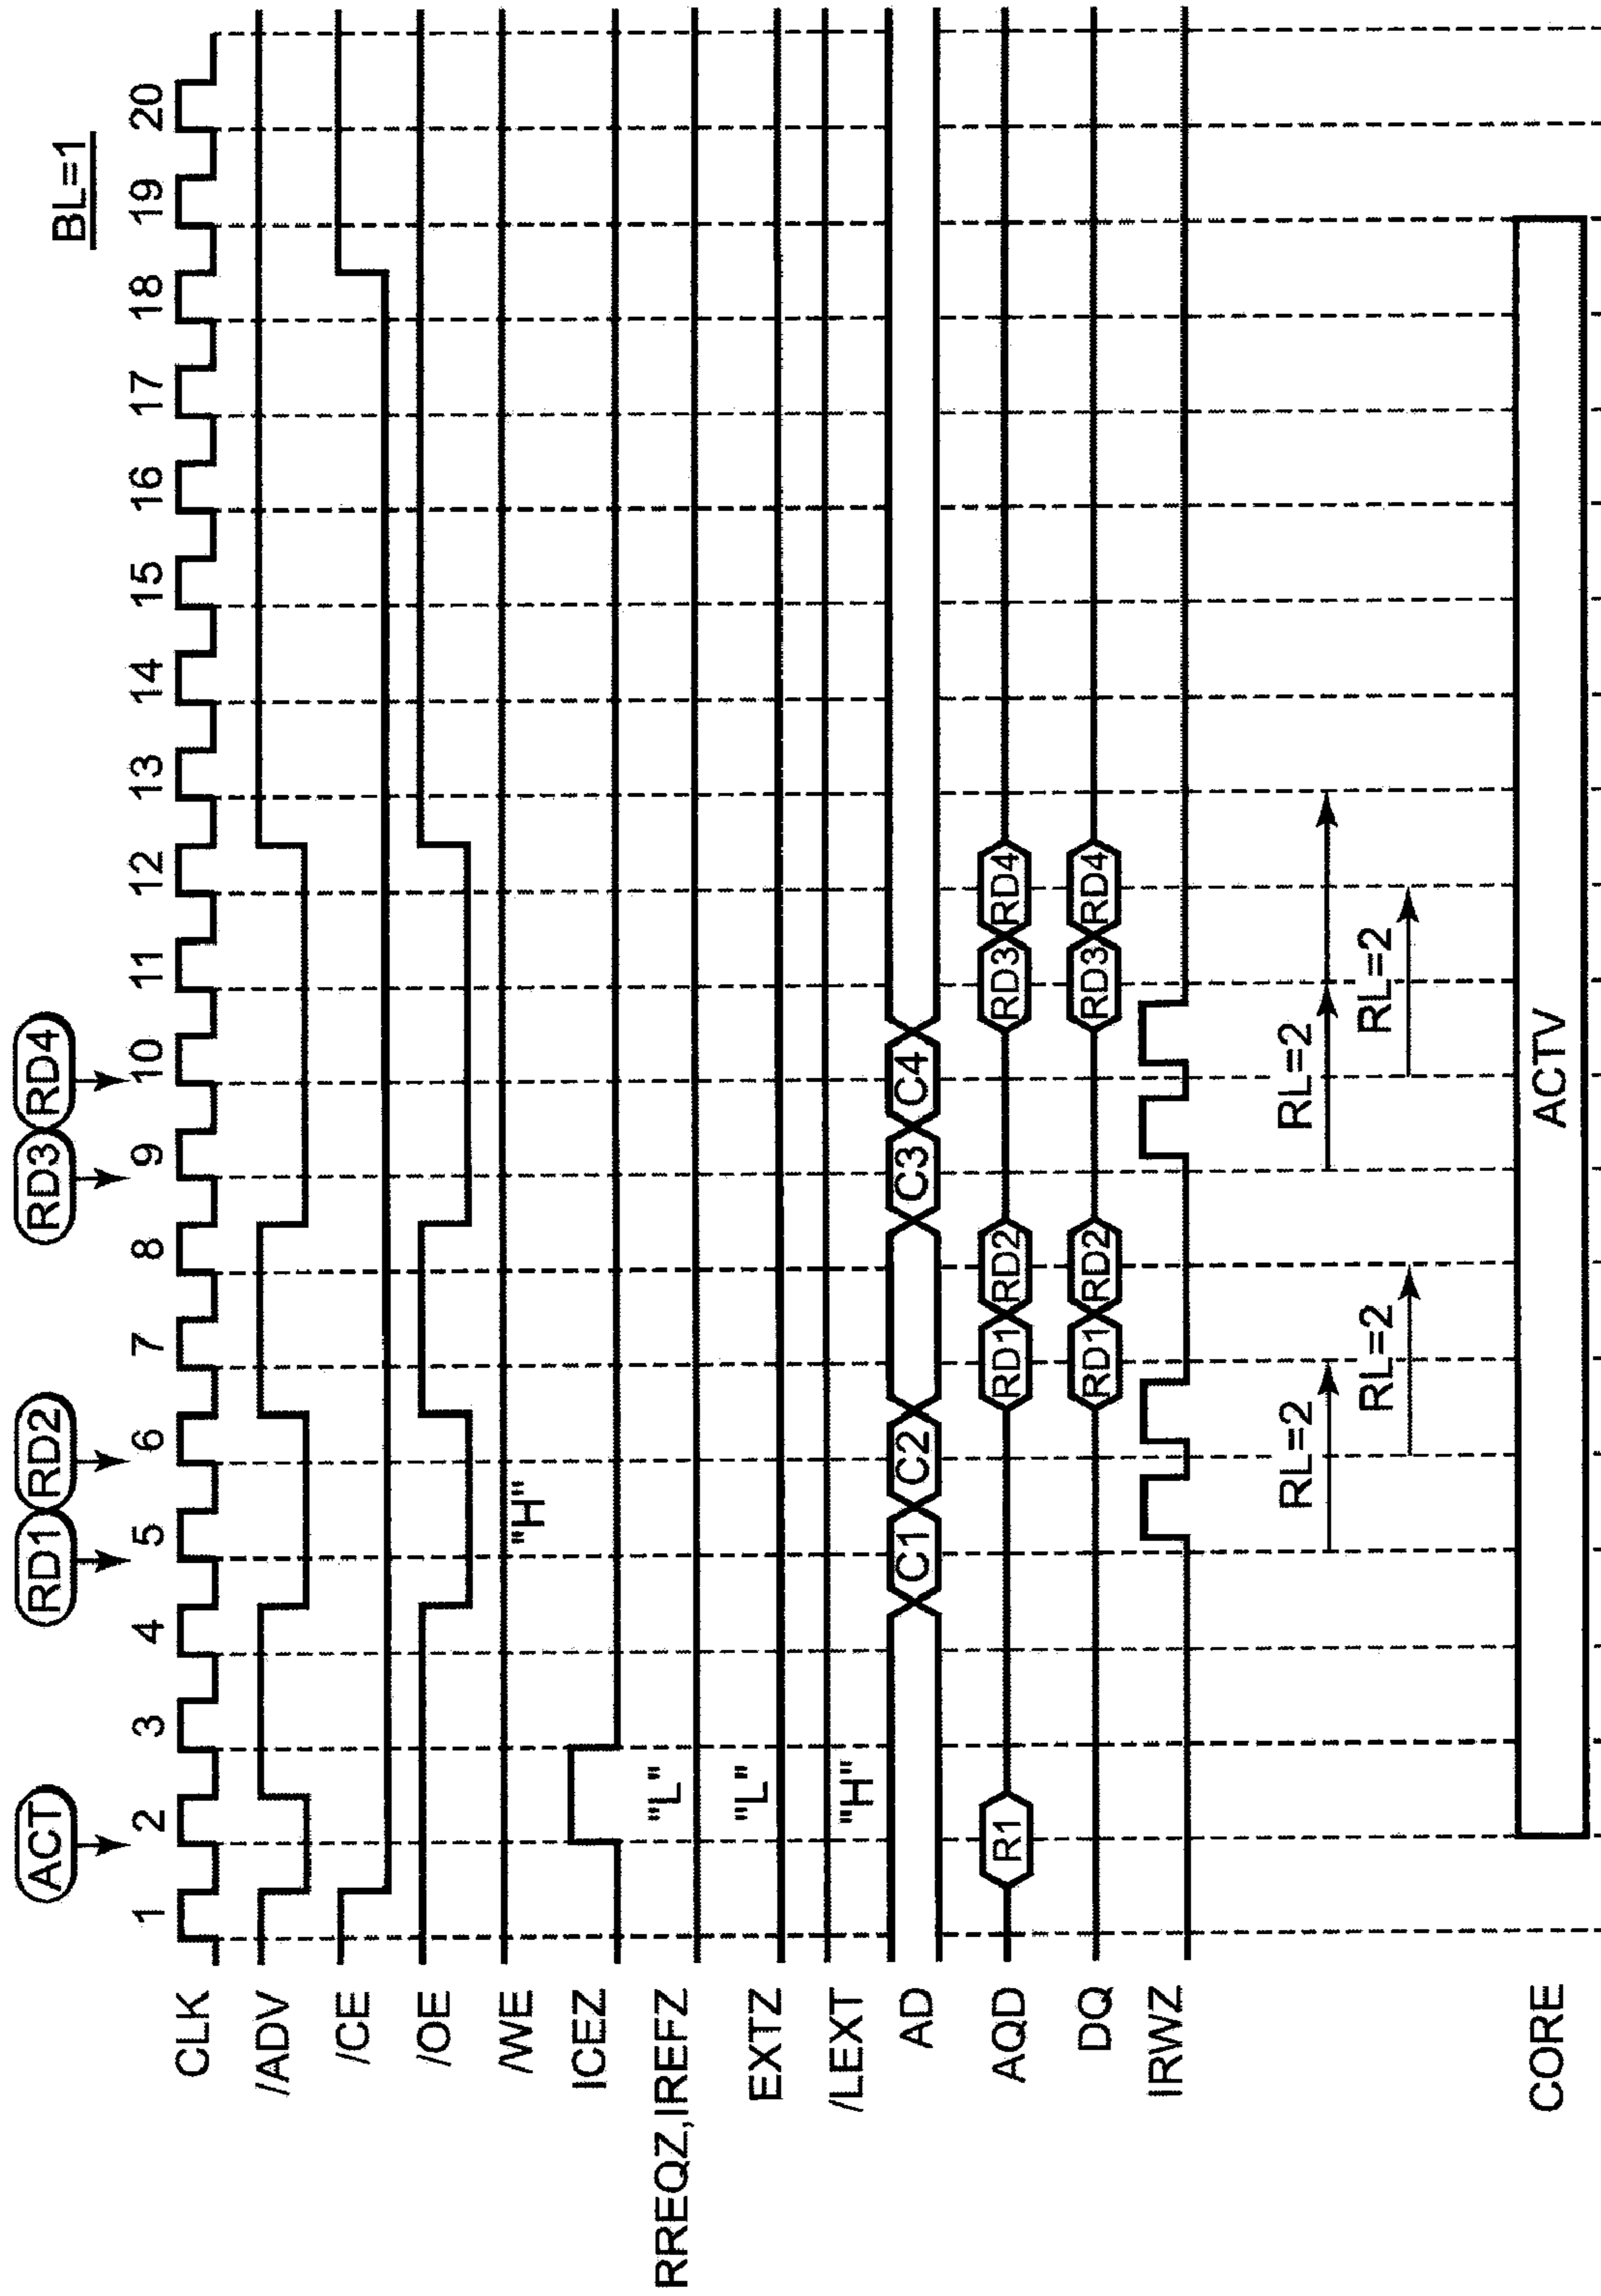 BL=1
ACT RD1 RD2 RD3 RD4
1 2 3 4 5 6 7 8 9 10 11 12 13 14 15 16 17 18 19 20
CLK
/ADV
/CE
/OE
/WE "H"
ICEZ
RREQZ,IREFZ "L"
EXTZ "L"
/LEXT "H"
AD C1 C2 C3 C4
AQD R1 RD1 RD2 RD3 RD4
DQ RD1 RD2 RD3 RD4
IRWZ
RL=2 RL=2
RL=2 RL=2
CORE ACTV